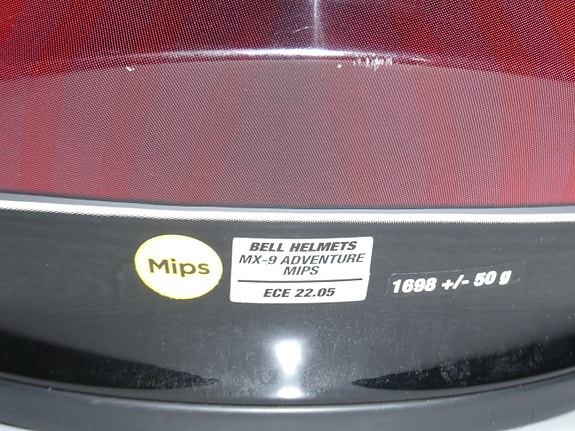 Mips
BELL HELMETS
MX-9 ADVENTURE
MIPS
ECE 22.05
1698 +/- 50 g